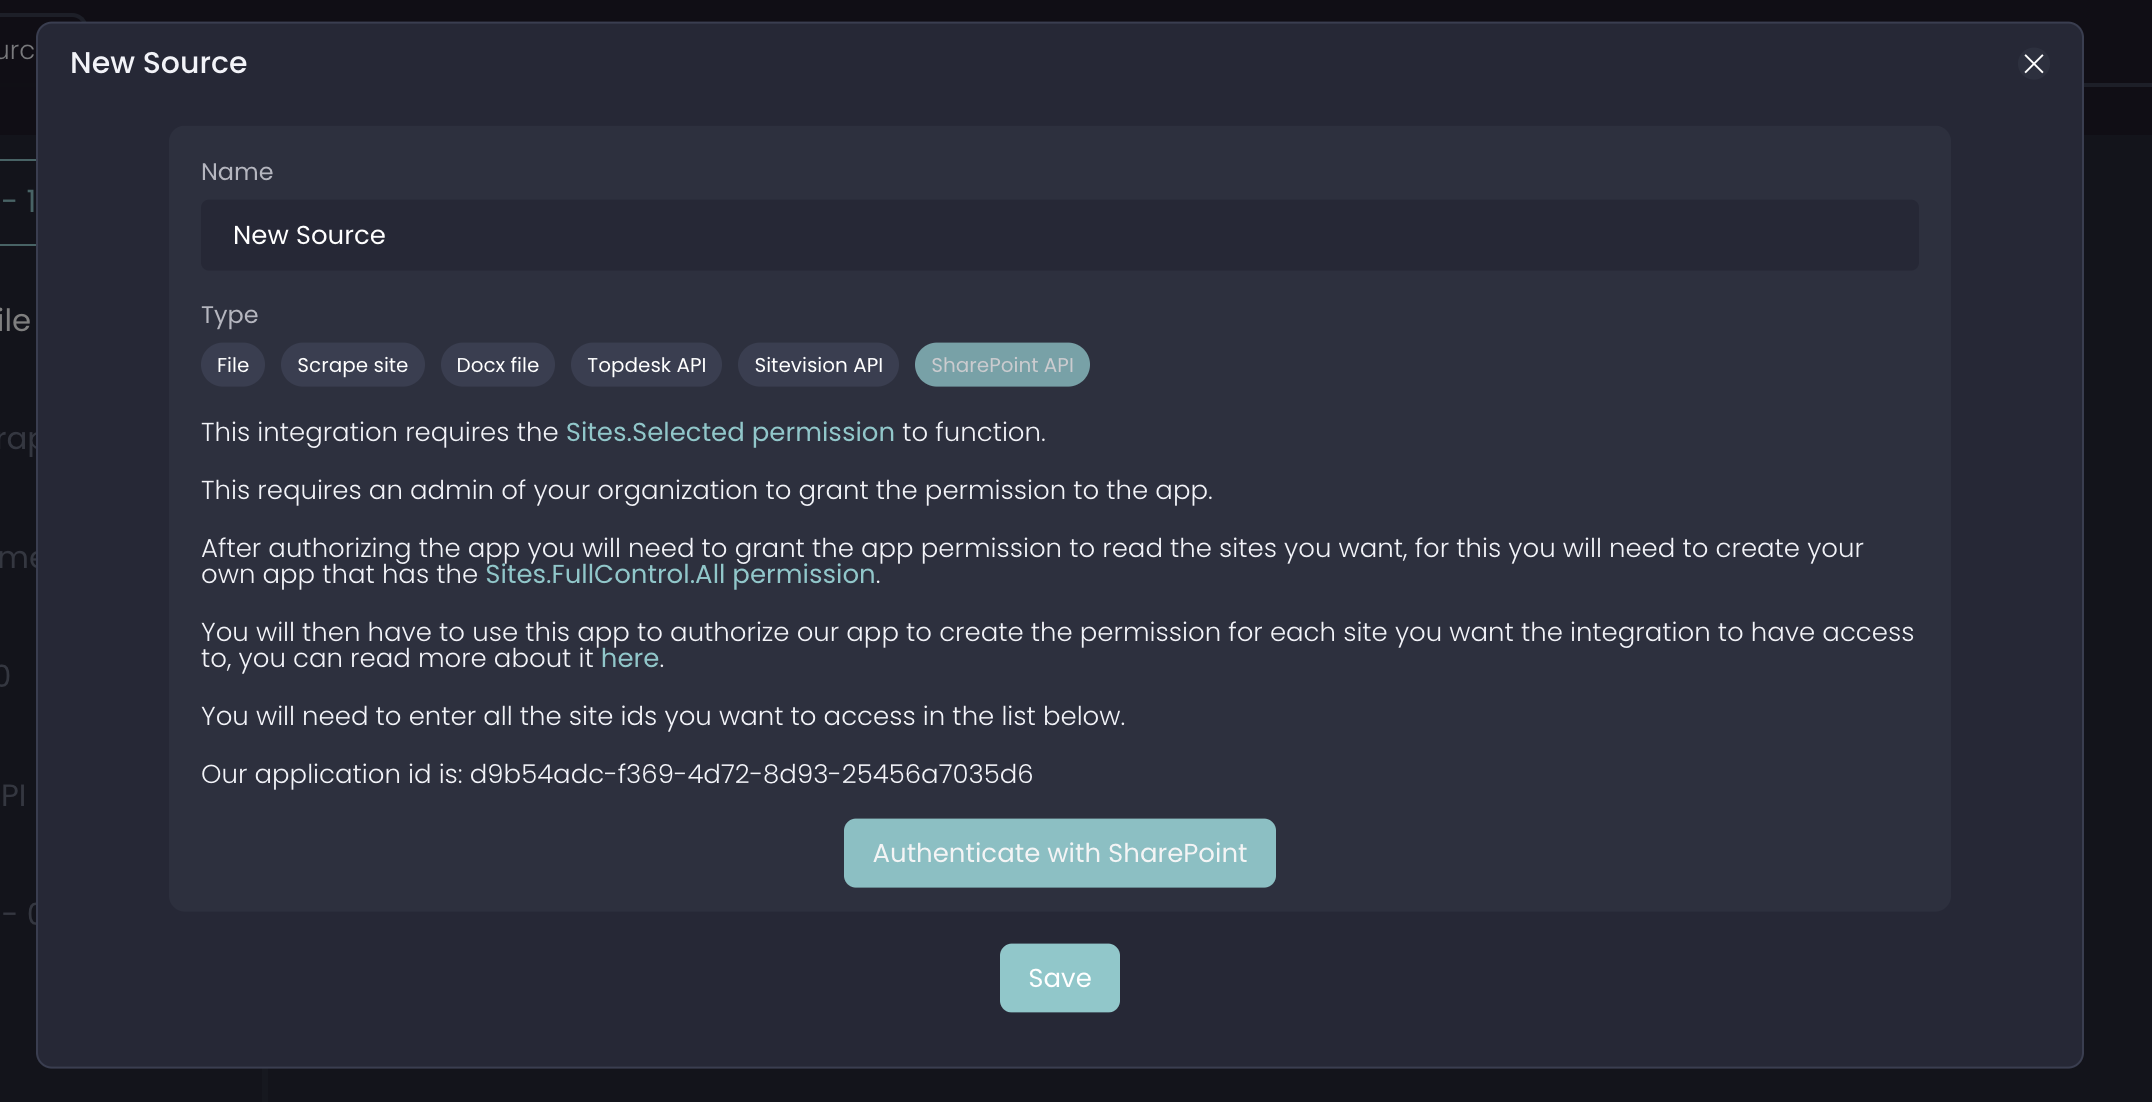 New Source
Name
New Source
Type
File
Scrape site
Docx file
Topdesk API
Sitevision API
SharePoint API
This integration requires the Sites.Selected permission to function.
This requires an admin of your organization to grant the permission to the app.
After authorizing the app you will need to grant the app permission to read the sites you want, for this you will need to create your
own app that has the Sites.FullControl.All permission.
You will then have to use this app to authorize our app to create the permission for each site you want the integration to have access
to, you can read more about it here.
You will need to enter all the site ids you want to access in the list below.
Our application id is: d9b54adc-f369-4d72-8d93-25456a7035d6
Authenticate with SharePoint
Save